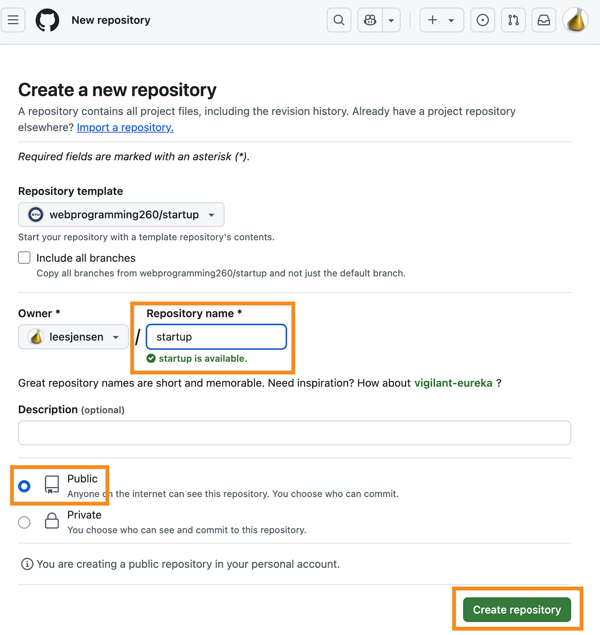 New repository
Create a new repository
A repository contains all project files, including the revision history. Already have a project repository
elsewhere? Import a repository.
Required fields are marked with an asterisk (*).
Repository template
webprogramming260/startup
Start your repository with a template repository's contents.
Include all branches
Copy all branches from webprogramming260/startup and not just the default branch.
Owner * Repository name *
leesjensen / startup
startup is available.
Great repository names are short and memorable. Need inspiration? How about vigilant-eureka ?
Description (optional)
Public
Anyone on the internet can see this repository. You choose who can commit.
Private
You choose who can see and commit to this repository.
You are creating a public repository in your personal account.
Create repository